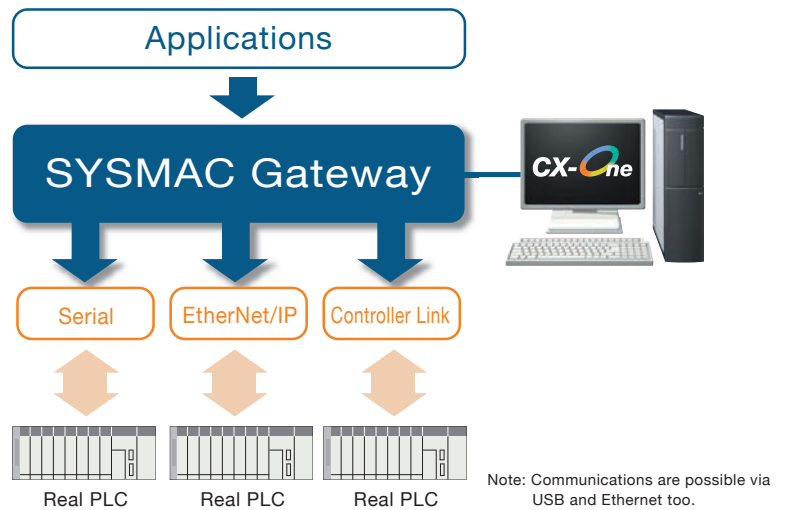 Applications
SYSMAC Gateway
CX-One
Serial
EtherNet/IP
Controller Link
Real PLC
Real PLC
Real PLC
Note: Communications are possible via
USB and Ethernet too.